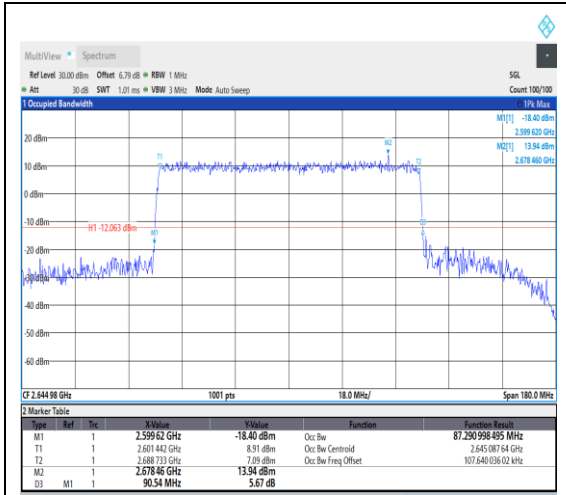 MultiView Spectrum
Ref Level 30.00 dBm Offset 6.79 dB RBW 1 MHz SGL
Att 30 dB SWT 1.01 ms VBW 3 MHz Mode Auto Sweep Count 100/100
1 Occupied Bandwidth 1Pk Max
M1[1] -18.40 dBm
2.599 620 GHz
M2[1] 13.94 dBm
2.678 460 GHz
20 dBm
M2
T1
T2
10 dBm
0 dBm
-10 dBm
H1 -12.063 dBm
M1
D3
-20 dBm
-30 dBm
-40 dBm
-50 dBm
-60 dBm
CF 2.644 98 GHz 1001 pts 18.0 MHz/ Span 180.0 MHz
2 Marker Table
Type Ref Trc X-Value Y-Value Function Function Result
M1 1 2.599 62 GHz -18.40 dBm Occ Bw 87.290 998 495 MHz
T1 1 2.601 442 GHz 8.91 dBm Occ Bw Centroid 2.645 087 64 GHz
T2 1 2.688 733 GHz 7.09 dBm Occ Bw Freq Offset 107.640 036 02 kHz
M2 1 2.678 46 GHz 13.94 dBm
D3 M1 1 90.54 MHz 5.67 dB